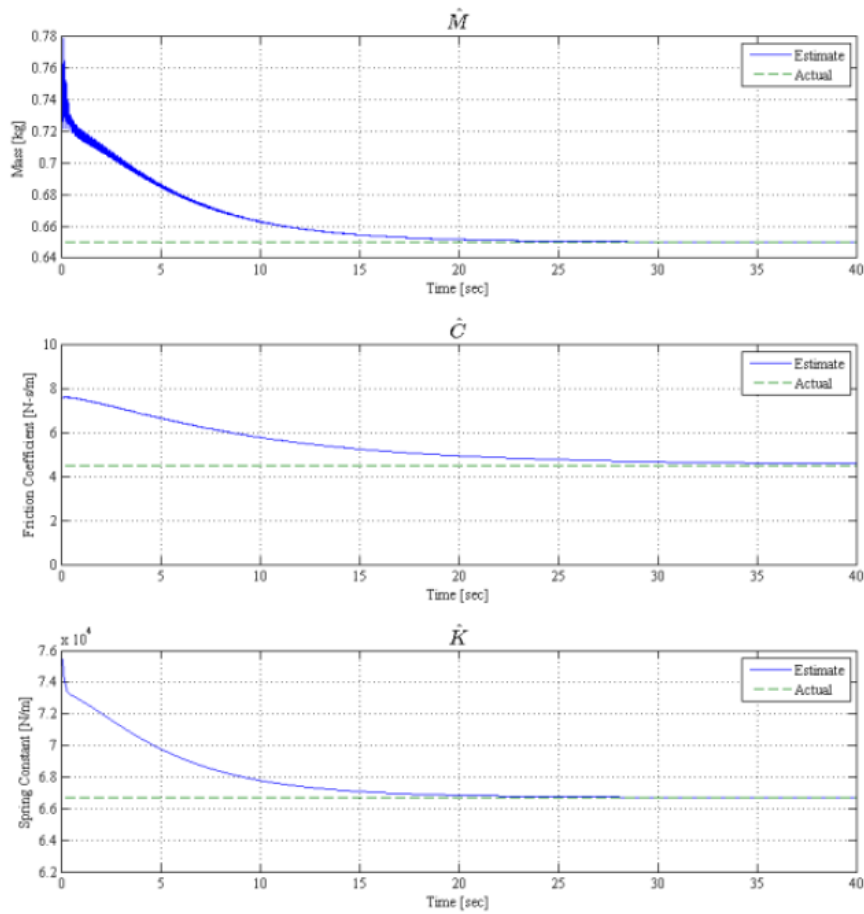 M̂
0.78
0.76
0.74
0.72
0.7
0.68
0.66
0.64
Mass [kg]
Estimate
Actual
0 5 10 15 20 25 30 35 40
Time [sec]
Ĉ
10
8
6
4
2
0
Friction Coefficient [N-s/m]
Estimate
Actual
0 5 10 15 20 25 30 35 40
Time [sec]
K̂
x 10⁴
7.6
7.4
7.2
7
6.8
6.6
6.4
6.2
Spring Constant [N/m]
Estimate
Actual
0 5 10 15 20 25 30 35 40
Time [sec]